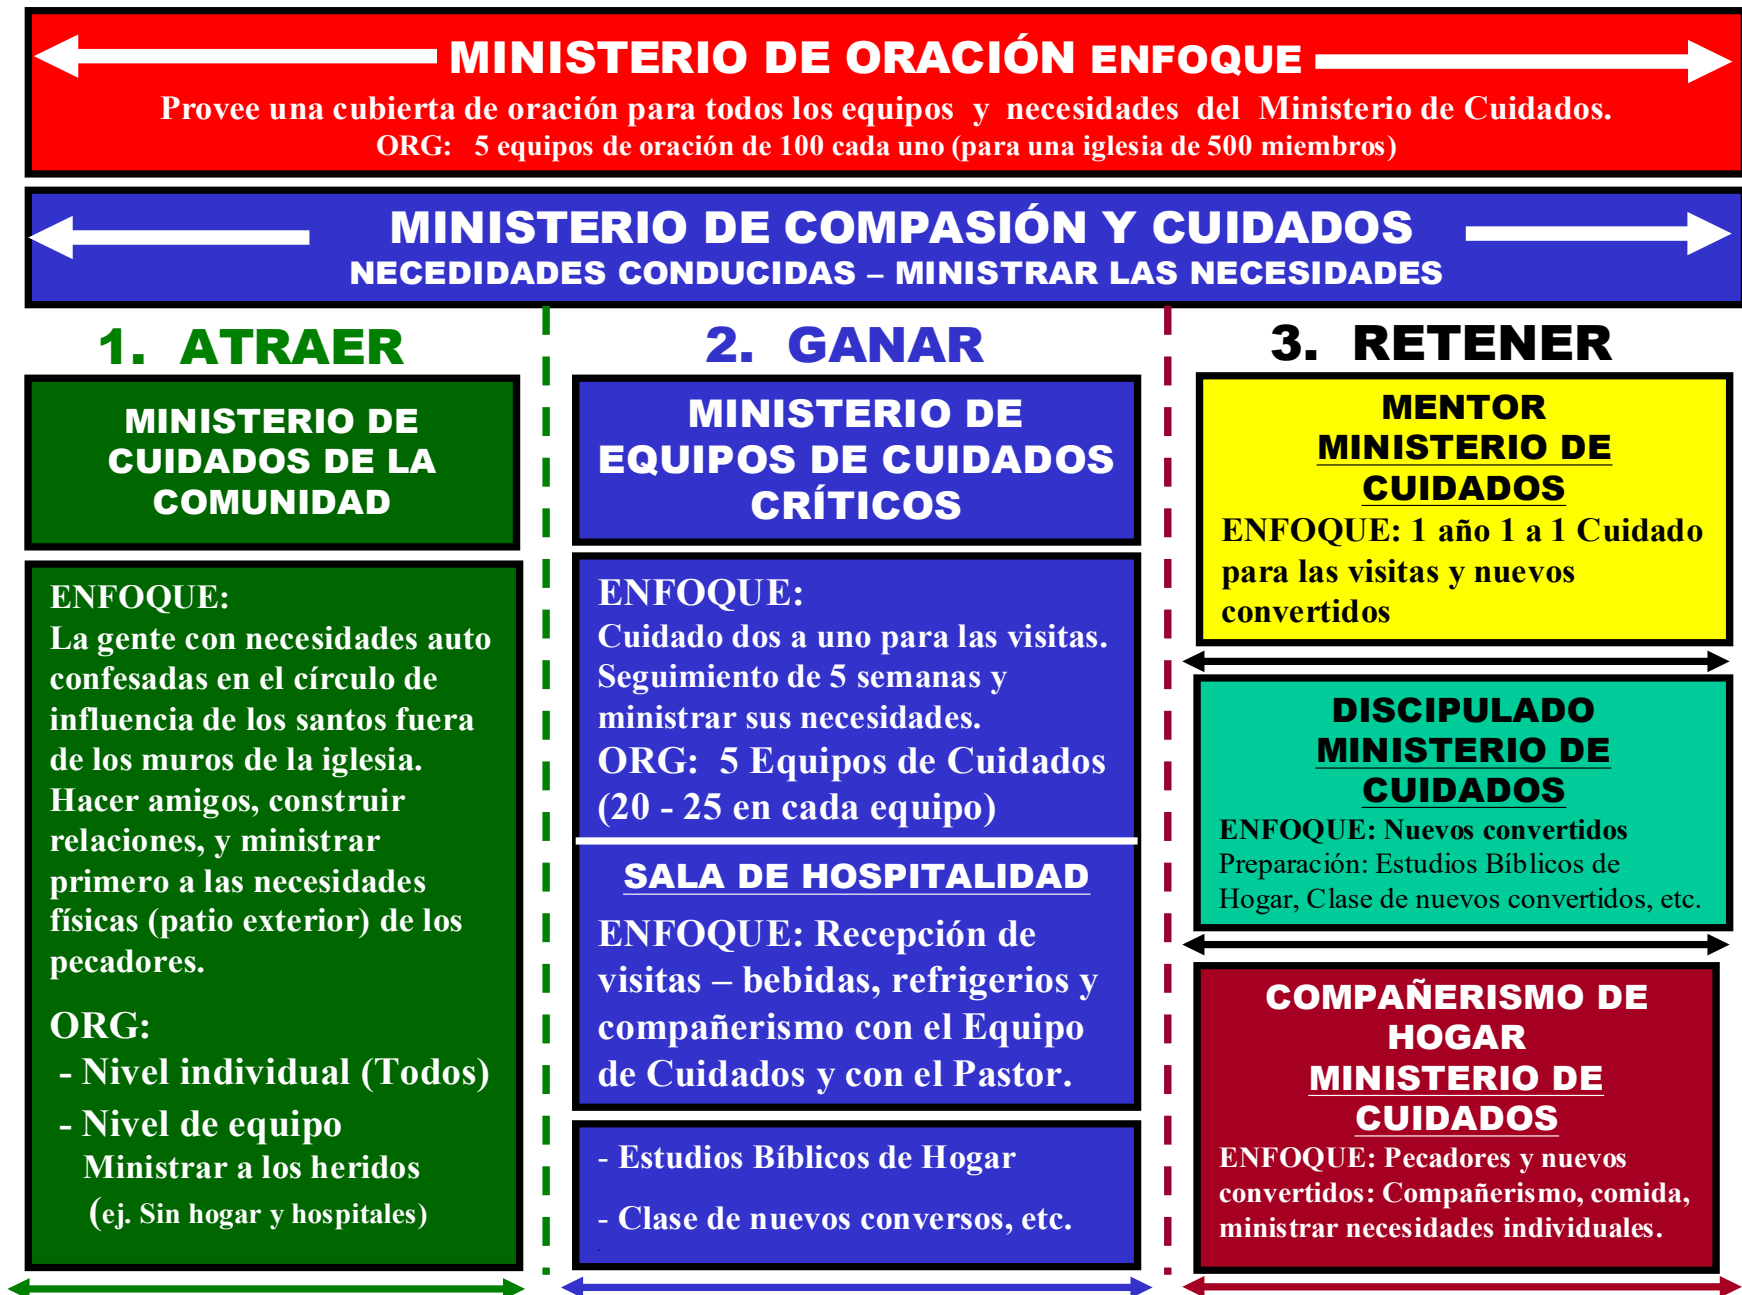 MINISTERIO DE ORACIÓN ENFOQUE
Provee una cubierta de oración para todos los equipos y necesidades del Ministerio de Cuidados.
ORG: 5 equipos de oración de 100 cada uno (para una iglesia de 500 miembros)
MINISTERIO DE COMPASIÓN Y CUIDADOS
NECEDIDADES CONDUCIDAS – MINISTRAR LAS NECESIDADES
1. ATRAER
MINISTERIO DE
CUIDADOS DE LA
COMUNIDAD
ENFOQUE:
La gente con necesidades auto
confesadas en el círculo de
influencia de los santos fuera
de los muros de la iglesia.
Hacer amigos, construir
relaciones, y ministrar
primero a las necesidades
físicas (patio exterior) de los
pecadores.
ORG:
- Nivel individual (Todos)
- Nivel de equipo
Ministrar a los heridos
(ej. Sin hogar y hospitales)
2. GANAR
MINISTERIO DE
EQUIPOS DE CUIDADOS
CRÍTICOS
ENFOQUE:
Cuidado dos a uno para las visitas.
Seguimiento de 5 semanas y
ministrar sus necesidades.
ORG: 5 Equipos de Cuidados
(20 - 25 en cada equipo)
SALA DE HOSPITALIDAD
ENFOQUE: Recepción de
visitas – bebidas, refrigerios y
compañerismo con el Equipo
de Cuidados y con el Pastor.
- Estudios Bíblicos de Hogar
- Clase de nuevos conversos, etc.
3. RETENER
MENTOR
MINISTERIO DE
CUIDADOS
ENFOQUE: 1 año 1 a 1 Cuidado
para las visitas y nuevos
convertidos
DISCIPULADO
MINISTERIO DE
CUIDADOS
ENFOQUE: Nuevos convertidos
Preparación: Estudios Bíblicos de
Hogar, Clase de nuevos convertidos, etc.
COMPAÑERISMO DE
HOGAR
MINISTERIO DE
CUIDADOS
ENFOQUE: Pecadores y nuevos
convertidos: Compañerismo, comida,
ministrar necesidades individuales.